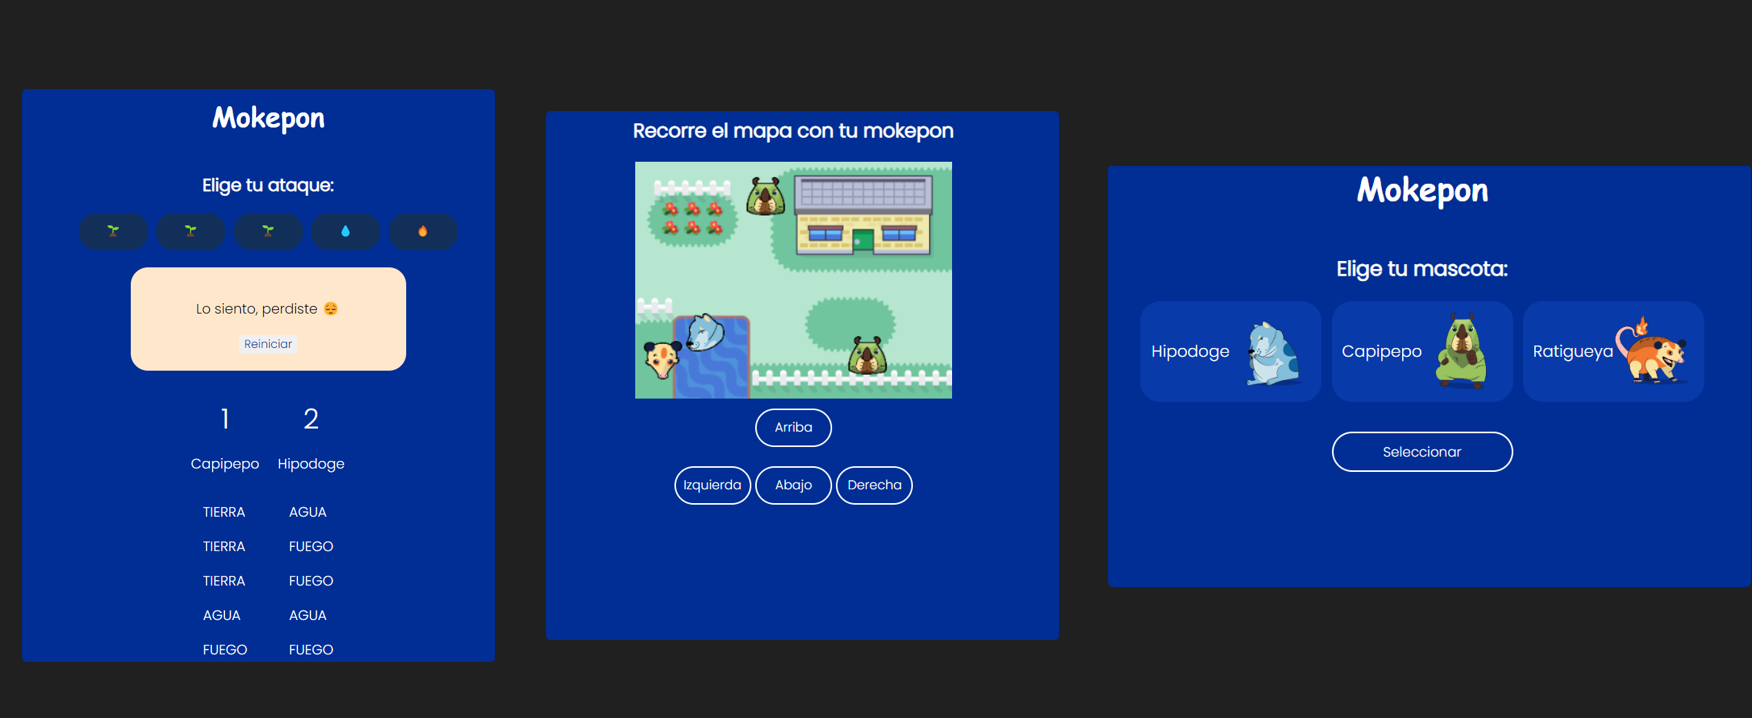 Mokepon
Elige tu ataque:
Lo siento, perdiste 😔
Reiniciar
1 2
Capipepo Hipodoge
TIERRA AGUA
TIERRA FUEGO
TIERRA FUEGO
AGUA AGUA
FUEGO FUEGO
Recorre el mapa con tu mokepon
Arriba
Izquierda Abajo Derecha
Mokepon
Elige tu mascota:
Hipodoge Capipepo Ratigueya
Seleccionar